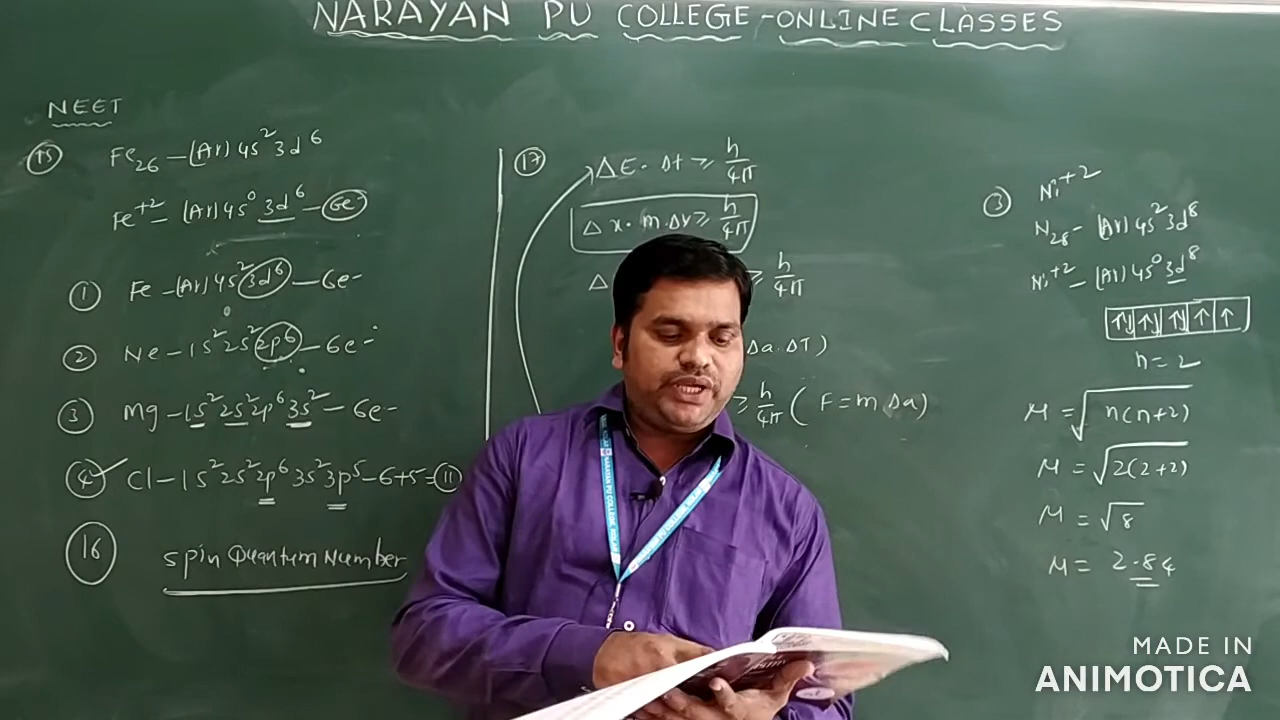 NARAYAN PU COLLEGE - ONLINE CLASSES
NEET
15 Fe₂₆ – (Ar) 4s² 3d⁶
Fe⁺² – (Ar) 4s⁰ 3d⁶ – 6e⁻
1 Fe – (Ar) 4s² 3d⁶ – 6e⁻
2 Ne – 1s² 2s² 2p⁶ – 6e⁻
3 Mg – 1s² 2s² 2p⁶ 3s² – 6e⁻
4 Cl – 1s² 2s² 2p⁶ 3s² 3p⁵ – 6+5=11
16 Spin Quantum Number
17 ΔE · Δt ≥ h/4π
Δx · m · Δv ≥ h/4π
Δ ≥ h/4π
Δa · ΔT)
≥ h/4π ( F = m Δa)
3 Ni⁺²
N₂₈ – (Ar) 4s² 3d⁸
Ni⁺² – (Ar) 4s⁰ 3d⁸
↑↓ ↑↓ ↑↓ ↑ ↑
n = 2
μ = √n(n+2)
μ = √2(2+2)
μ = √8
μ = 2.84
NARAYAN PU COLLEGE
MADE IN
ANIMOTICA